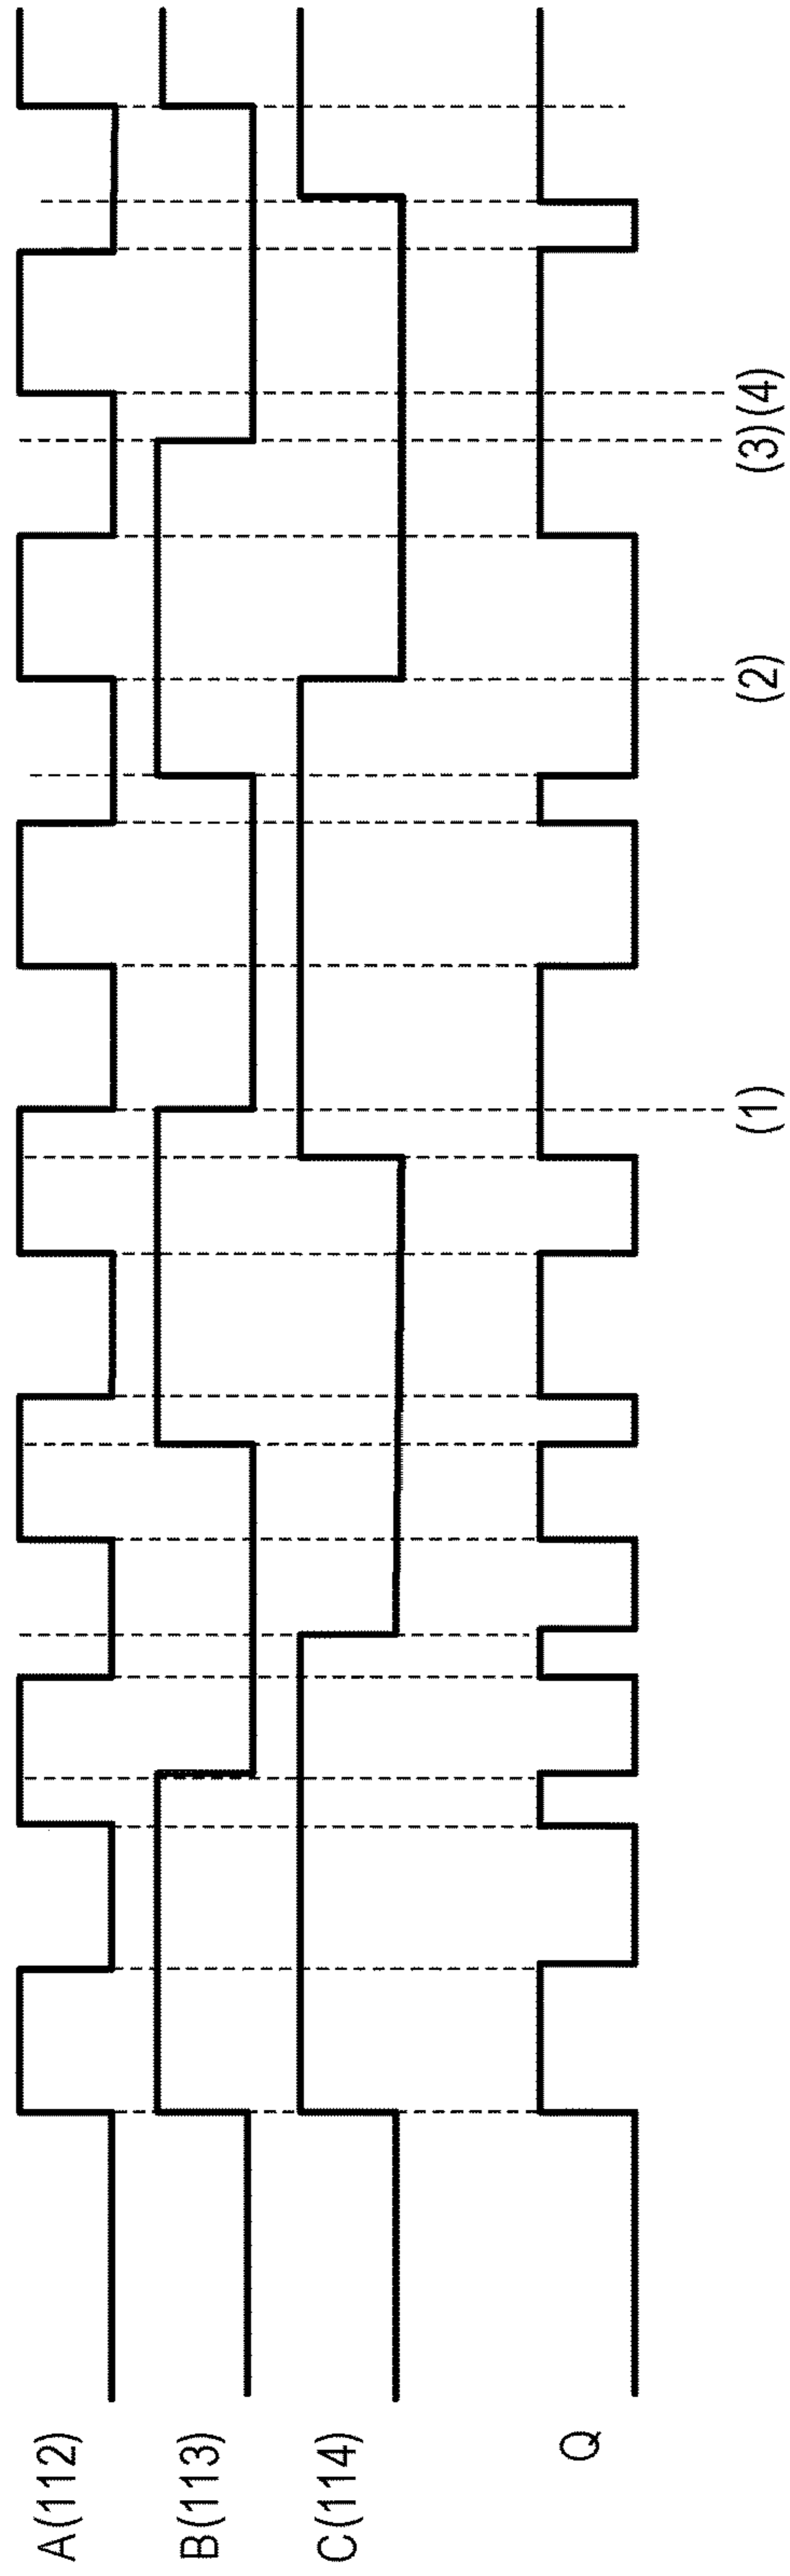 A(112)
B(113)
C(114)
Q
(1)
(2)
(3)
(4)